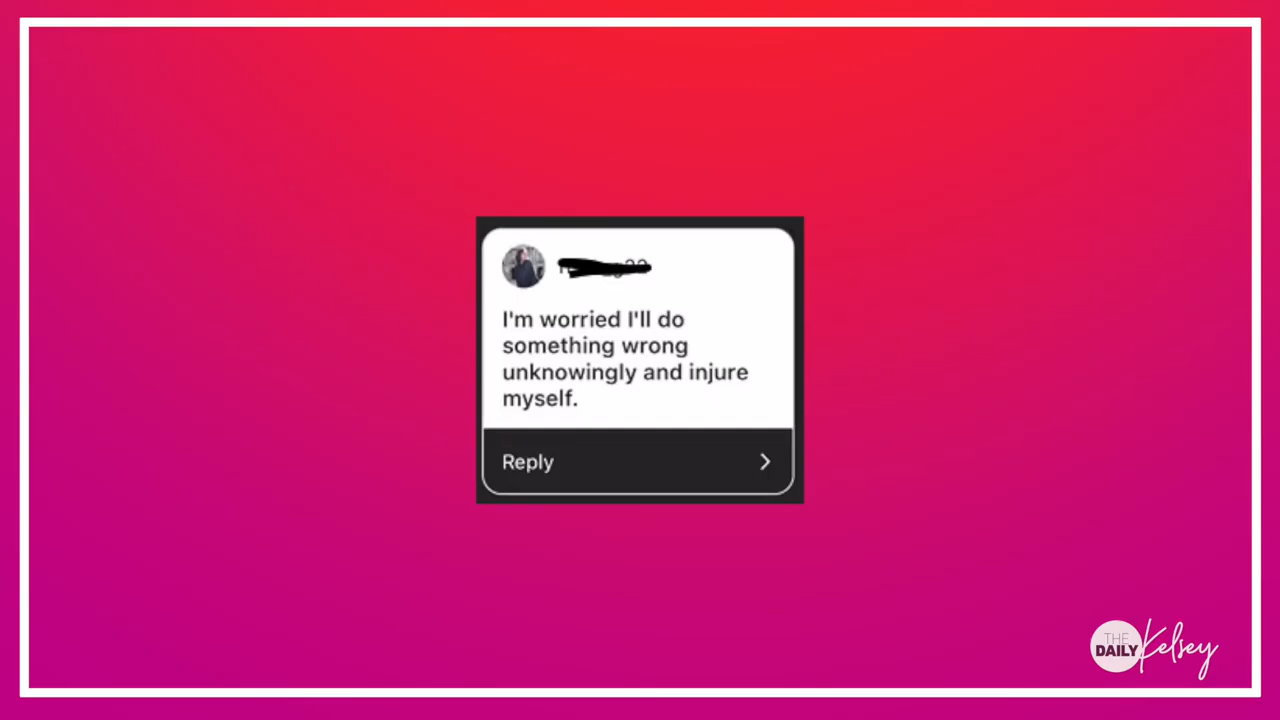 I'm worried I'll do
something wrong
unknowingly and injure
myself.
Reply
THE
DAILY Kelsey